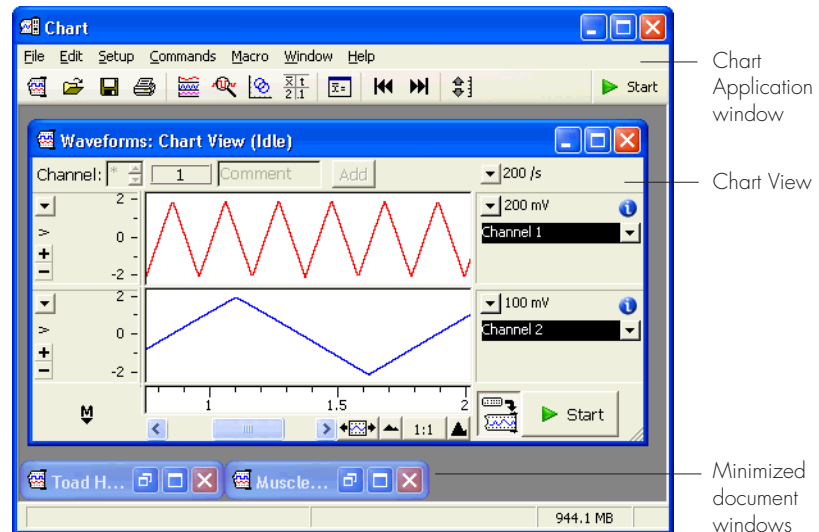 Chart
File Edit Setup Commands Macro Window Help
Start
Chart Application window
Waveforms: Chart View (Idle)
Channel: * 1 Comment Add 200 /s
Chart View
2
0
-2
V
+
−
200 mV
Channel 1
2
0
-2
V
+
−
100 mV
Channel 2
M
1 1.5 2
1:1
Start
Toad H... Muscle...
Minimized document windows
944.1 MB